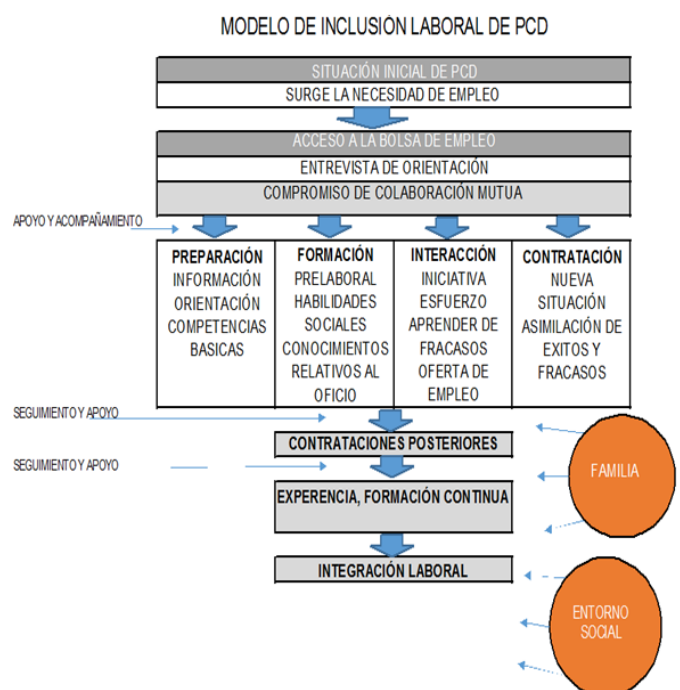 MODELO DE INCLUSIÓN LABORAL DE PCD
SITUACIÓN INICIAL DE PCD
SURGE LA NECESIDAD DE EMPLEO
ACCESO A LA BOLSA DE EMPLEO
ENTREVISTA DE ORIENTACIÓN
COMPROMISO DE COLABORACIÓN MUTUA
APOYO Y ACOMPAÑAMIENTO
PREPARACIÓN
INFORMACIÓN
ORIENTACIÓN
COMPETENCIAS
BASICAS
FORMACIÓN
PRELABORAL
HABILIDADES
SOCIALES
CONOCIMIENTOS
RELATIVOS AL
OFICIO
INTERACCIÓN
INICIATIVA
ESFUERZO
APRENDER DE
FRACASOS
OFERTA DE
EMPLEO
CONTRATACIÓN
NUEVA
SITUACIÓN
ASIMILACIÓN DE
EXITOS Y
FRACASOS
SEGUIMIENTO Y APOYO
CONTRATACIONES POSTERIORES
SEGUIMIENTO Y APOYO
FAMILIA
EXPERENCIA, FORMACIÓN CONTINUA
INTEGRACIÓN LABORAL
ENTORNO
SOCIAL